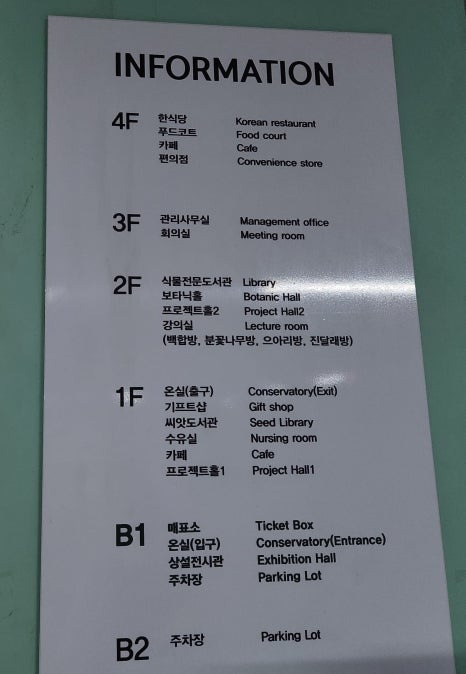 INFORMATION
4F 한식당 Korean restaurant
푸드코트 Food court
카페 Cafe
편의점 Convenience store
3F 관리사무실 Management office
회의실 Meeting room
2F 식물전문도서관 Library
보타닉홀 Botanic Hall
프로젝트홀2 Project Hall2
강의실 Lecture room
(백합방, 분꽃나무방, 으아리방, 진달래방)
1F 온실(출구) Conservatory(Exit)
기프트샵 Gift shop
씨앗도서관 Seed Library
수유실 Nursing room
카페 Cafe
프로젝트홀1 Project Hall1
B1 매표소 Ticket Box
온실(입구) Conservatory(Entrance)
상설전시관 Exhibition Hall
주차장 Parking Lot
B2 주차장 Parking Lot